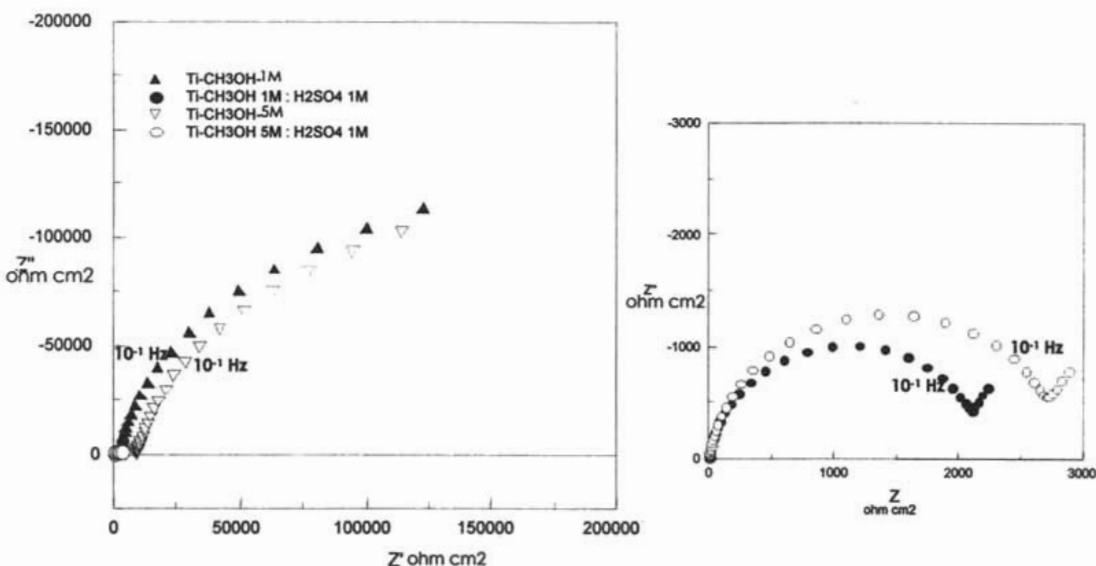 -200000
-150000
-100000
-50000
0
Z"
ohm cm2
Ti-CH3OH-1M
Ti-CH3OH 1M : H2SO4 1M
Ti-CH3OH-5M
Ti-CH3OH 5M : H2SO4 1M
10-1 Hz
10-1 Hz
0
50000
100000
150000
200000
Z' ohm cm2
-3000
-2000
-1000
0
Z"
ohm cm2
10-1 Hz
10-1 Hz
0
1000
2000
3000
Z
ohm cm2